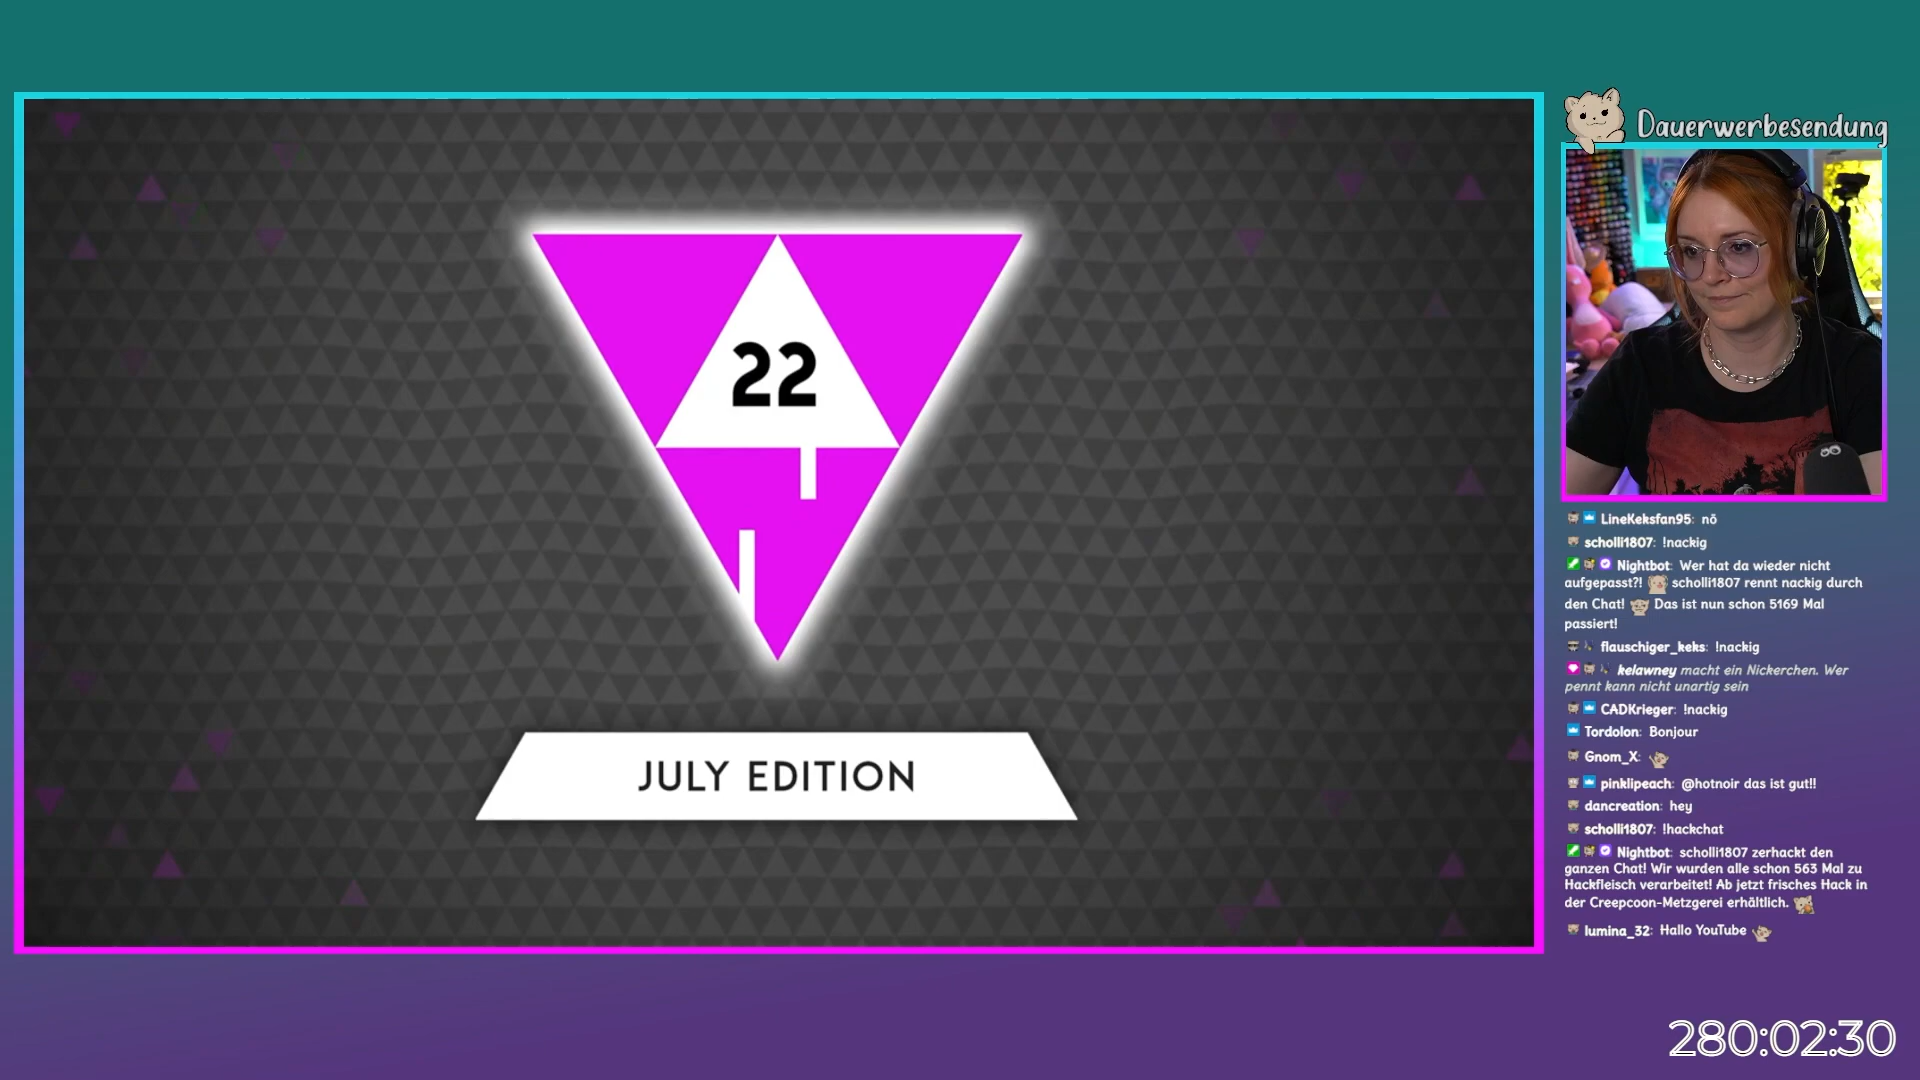 22
JULY EDITION
Dauerwerbesendung
LineKeksfan95: nö
scholli1807: !nackig
Nightbot: Wer hat da wieder nicht
aufgepasst?! scholli1807 rennt nackig durch
den Chat! Das ist nun schon 5169 Mal
passiert!
flauschiger_keks: !nackig
kelawney macht ein Nickerchen. Wer
pennt kann nicht unartig sein
CADKrieger: !nackig
Tordolon: Bonjour
Gnom_X:
pinklipeach: @hotnoir das ist gut!!
dancreation: hey
scholli1807: !hackchat
Nightbot: scholli1807 zerhackt den
ganzen Chat! Wir wurden alle schon 563 Mal zu
Hackfleisch verarbeitet! Ab jetzt frisches Hack in
der Creepcoon-Metzgerei erhältlich.
lumina_32: Hallo YouTube
280:02:30